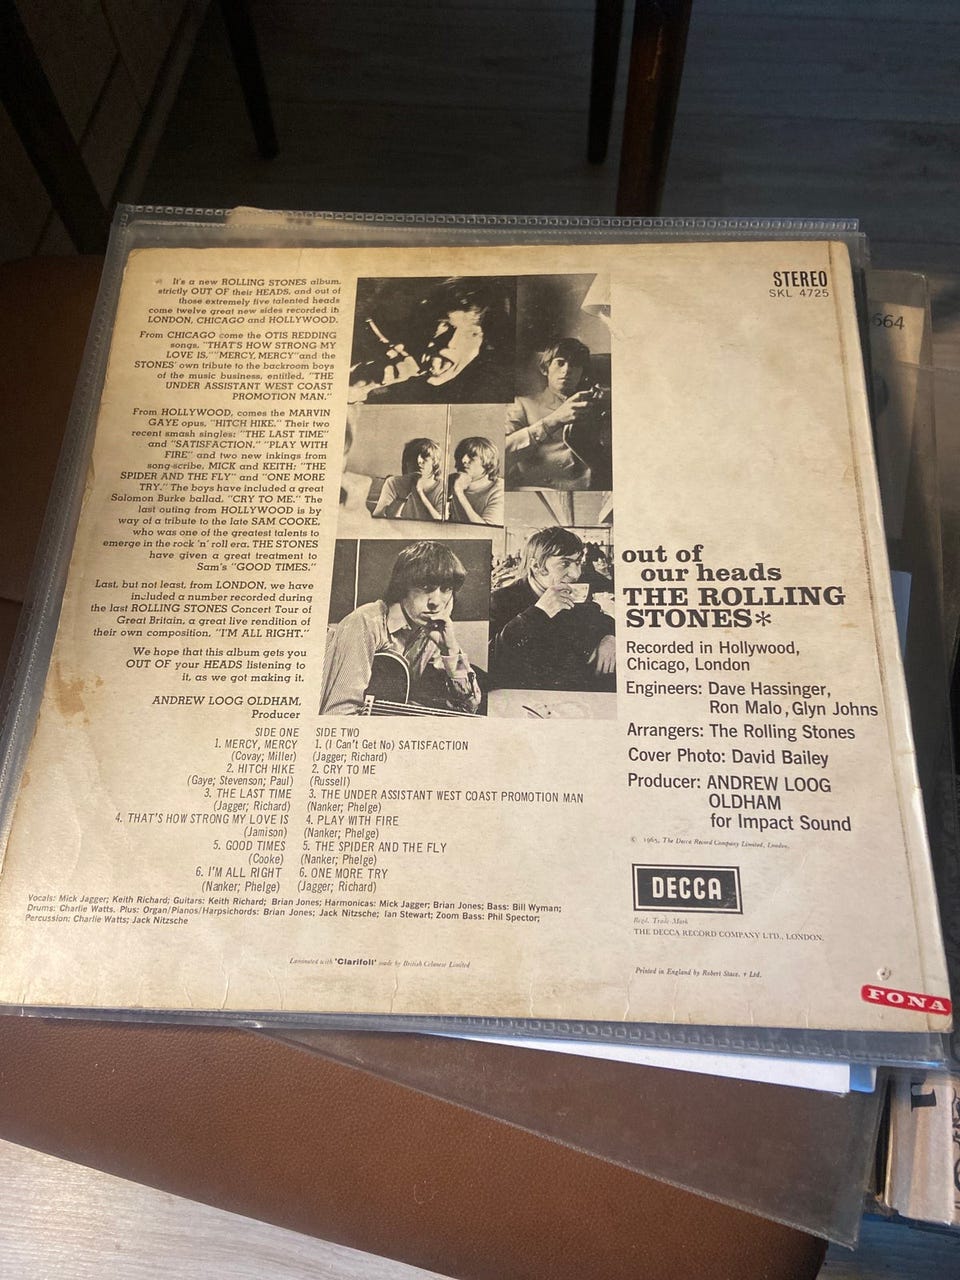 It's a new ROLLING STONES album,
strictly OUT OF their HEADS, and out of
those extremely five talented heads
come twelve great new sides recorded in
LONDON, CHICAGO and HOLLYWOOD.
From CHICAGO come the OTIS REDDING
songs, "THAT'S HOW STRONG MY
LOVE IS," "MERCY, MERCY" and the
STONES' own tribute to the backroom boys
of the music business, entitled, "THE
UNDER ASSISTANT WEST COAST
PROMOTION MAN."
From HOLLYWOOD, comes the MARVIN
GAYE opus, "HITCH HIKE." Their two
recent smash singles: "THE LAST TIME"
and "SATISFACTION." "PLAY WITH
FIRE" and two new inkings from
song-scribe, MICK and KEITH; "THE
SPIDER AND THE FLY" and "ONE MORE
TRY." The boys have included a great
Solomon Burke ballad, "CRY TO ME." The
last outing from HOLLYWOOD is by
way of a tribute to the late SAM COOKE,
who was one of the greatest talents to
emerge in the rock 'n' roll era. THE STONES
have given a great treatment to
Sam's "GOOD TIMES."
Last, but not least, from LONDON, we have
included a number recorded during
the last ROLLING STONES Concert Tour of
Great Britain, a great live rendition of
their own composition, "I'M ALL RIGHT."
We hope that this album gets you
OUT OF your HEADS listening to
it, as we got making it.
ANDREW LOOG OLDHAM,
Producer
SIDE ONE
1. MERCY, MERCY
(Covay; Miller)
2. HITCH HIKE
(Gaye; Stevenson; Paul)
3. THE LAST TIME
(Jagger; Richard)
4. THAT'S HOW STRONG MY LOVE IS
(Jamison)
5. GOOD TIMES
(Cooke)
6. I'M ALL RIGHT
(Nanker; Phelge)
SIDE TWO
1. (I Can't Get No) SATISFACTION
(Jagger; Richard)
2. CRY TO ME
(Russell)
3. THE UNDER ASSISTANT WEST COAST PROMOTION MAN
(Nanker; Phelge)
4. PLAY WITH FIRE
(Nanker; Phelge)
5. THE SPIDER AND THE FLY
(Nanker; Phelge)
6. ONE MORE TRY
(Jagger; Richard)
Vocals: Mick Jagger; Keith Richard; Guitars: Keith Richard; Brian Jones; Harmonicas: Mick Jagger; Brian Jones; Bass: Bill Wyman;
Drums: Charlie Watts. Plus: Organ/Pianos/Harpsichords: Brian Jones; Jack Nitzsche; Ian Stewart; Zoom Bass: Phil Spector;
Percussion: Charlie Watts; Jack Nitzsche
Laminated with 'Clarifoil' made by British Celanese Limited
STEREO
SKL 4725
out of
our heads
THE ROLLING
STONES*
Recorded in Hollywood,
Chicago, London
Engineers: Dave Hassinger,
Ron Malo, Glyn Johns
Arrangers: The Rolling Stones
Cover Photo: David Bailey
Producer: ANDREW LOOG
OLDHAM
for Impact Sound
© 1965, The Decca Record Company Limited, London.
DECCA
Regd. Trade Mark
THE DECCA RECORD COMPANY LTD., LONDON.
Printed in England by Robert Stace. + Ltd.
FONA
664